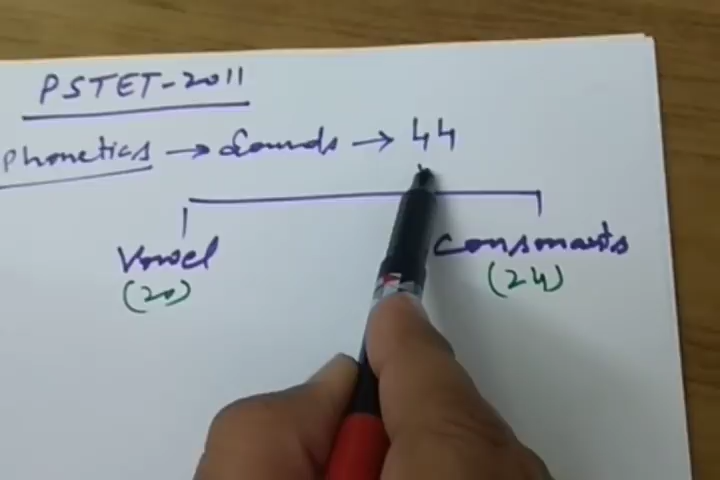 PSTET-2011
Phonetics → Sounds → 44
Vowel Consonants
(20) (24)